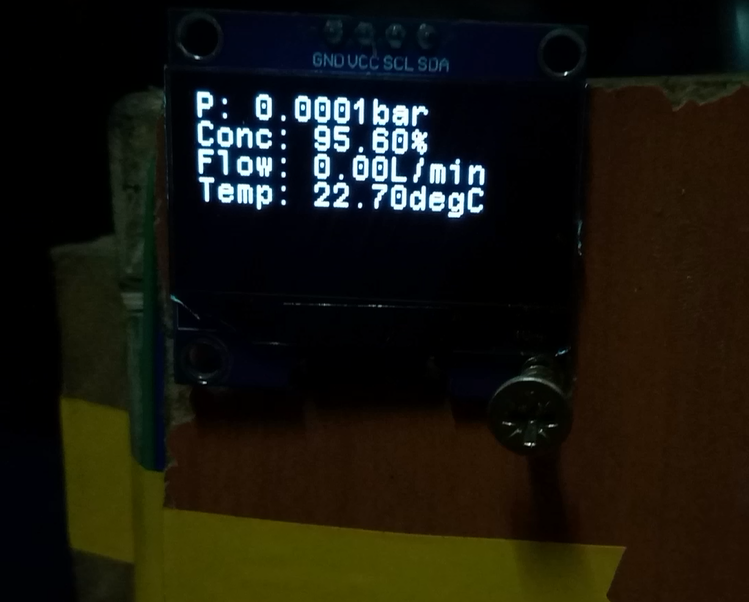 GND VCC SCL SDA
P: 0.0001bar
Conc: 95.60%
Flow: 0.00L/min
Temp: 22.70degC